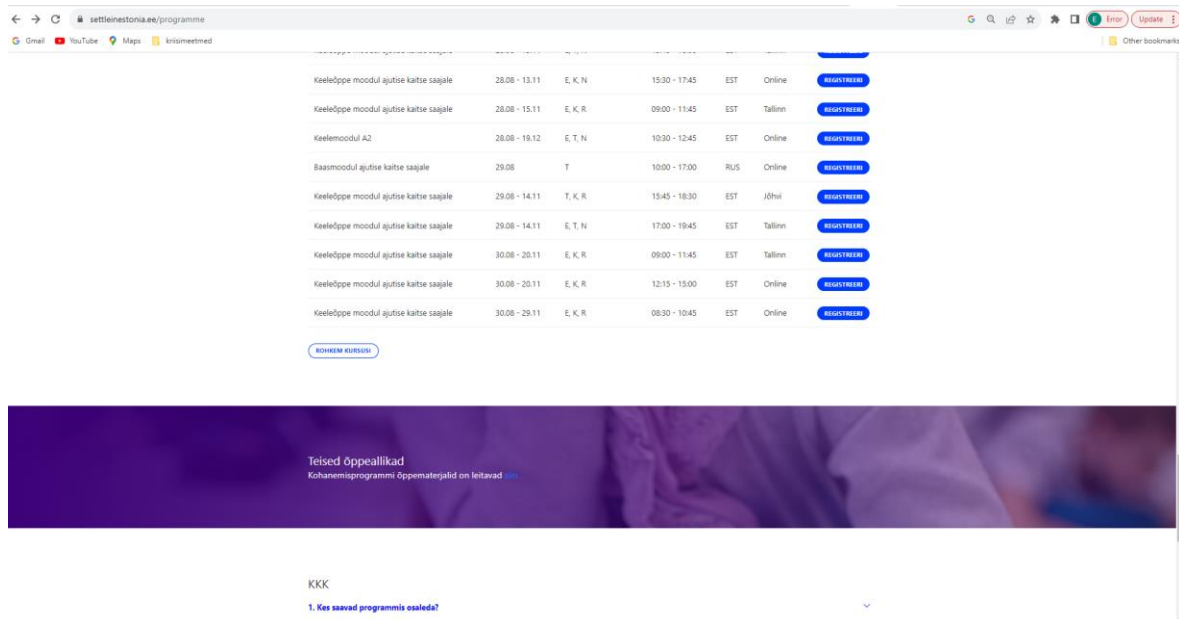 settleinestonia.ee/programme Error Update
Gmail YouTube Maps kriisimeetmed Other bookmarks
Keeleõppe moodul ajutise kaitse saajale 28.08 - 13.11 E, K, N 15:30 - 17:45 EST Online REGISTREERI
Keeleõppe moodul ajutise kaitse saajale 28.08 - 15.11 E, K, R 09:00 - 11:45 EST Tallinn REGISTREERI
Keelemoodul A2 28.08 - 19.12 E, T, N 10:30 - 12:45 EST Online REGISTREERI
Baasmoodul ajutise kaitse saajale 29.08 T 10:00 - 17:00 RUS Online REGISTREERI
Keeleõppe moodul ajutise kaitse saajale 29.08 - 14.11 T, K, R 15:45 - 18:30 EST Jõhvi REGISTREERI
Keeleõppe moodul ajutise kaitse saajale 29.08 - 14.11 E, T, N 17:00 - 19:45 EST Tallinn REGISTREERI
Keeleõppe moodul ajutise kaitse saajale 30.08 - 20.11 E, K, R 09:00 - 11:45 EST Tallinn REGISTREERI
Keeleõppe moodul ajutise kaitse saajale 30.08 - 20.11 E, K, R 12:15 - 15:00 EST Online REGISTREERI
Keeleõppe moodul ajutise kaitse saajale 30.08 - 29.11 E, K, R 08:30 - 10:45 EST Online REGISTREERI
ROHKEM KURSUSI
Teised õppeallikad
Kohanemisprogrammi õppematerjalid on leitavad siin
KKK
1. Kes saavad programmis osaleda?